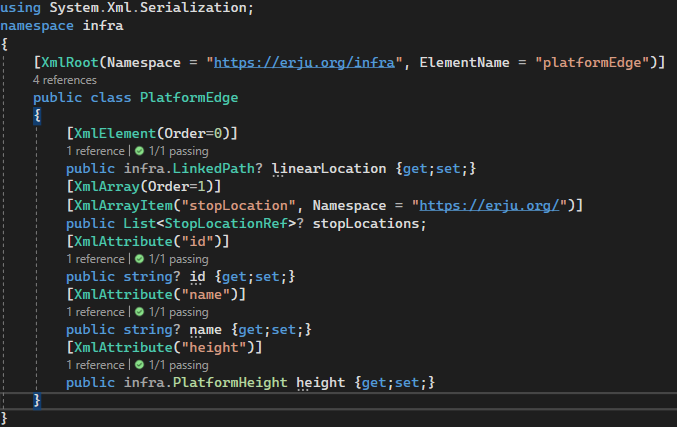 using System.Xml.Serialization;
namespace infra
{
[XmlRoot(Namespace = "https://erju.org/infra", ElementName = "platformEdge")]
4 references
public class PlatformEdge
{
[XmlElement(Order=0)]
1 reference | 1/1 passing
public infra.LinkedPath? linearLocation {get;set;}
[XmlArray(Order=1)]
[XmlArrayItem("stopLocation", Namespace = "https://erju.org/")]
public List<StopLocationRef>? stopLocations;
[XmlAttribute("id")]
1 reference | 1/1 passing
public string? id {get;set;}
[XmlAttribute("name")]
1 reference | 1/1 passing
public string? name {get;set;}
[XmlAttribute("height")]
1 reference | 1/1 passing
public infra.PlatformHeight height {get;set;}
}
}